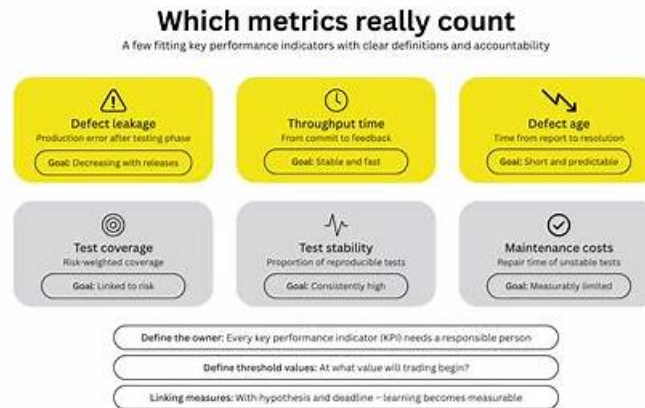 Which metrics really count
A few fitting key performance indicators with clear definitions and accountability
Defect leakage
Production error after testing phase
Goal: Decreasing with releases
Throughput time
From commit to feedback
Goal: Stable and fast
Defect age
Time from report to resolution
Goal: Short and predictable
Test coverage
Risk-weighted coverage
Goal: Linked to risk
Test stability
Proportion of reproducible tests
Goal: Consistently high
Maintenance costs
Repair time of unstable tests
Goal: Measurably limited
Define the owner: Every key performance indicator (KPI) needs a responsible person
Define threshold values: At what value will trading begin?
Linking measures: With hypothesis and deadline – learning becomes measurable